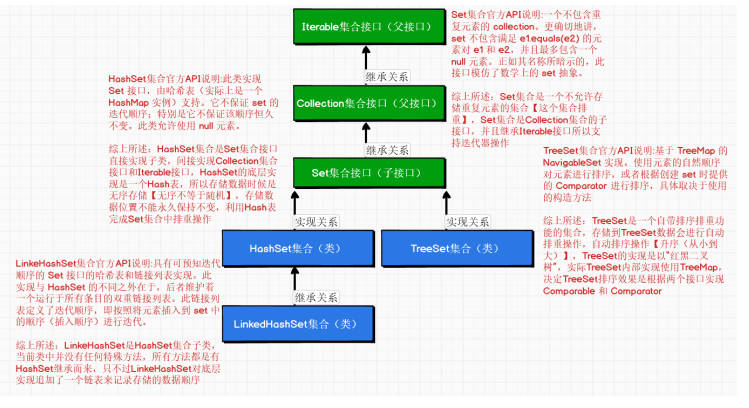 Iterable集合接口（父接口）
继承关系
Collection集合接口（父接口）
继承关系
Set集合接口（子接口）
实现关系
实现关系
HashSet集合（类）
TreeSet集合（类）
继承关系
LinkedHashSet集合（类）
Set集合官方API说明:一个不包含重
复元素的 collection。更确切地讲，
set 不包含满足 e1.equals(e2) 的元
素对 e1 和 e2，并且最多包含一个
null 元素。正如其名称所暗示的，此
接口模仿了数学上的 set 抽象。
综上所述：Set集合是一个不允许存
储重复元素的集合【这个集合排
重】，Set集合是Collection集合的子接
口，并且继承Iterable接口所以支
持迭代器操作
HashSet集合官方API说明:此类实现
Set 接口，由哈希表（实际上是一个
HashMap 实例）支持。它不保证 set 的
迭代顺序；特别是它不保证该顺序恒久
不变。此类允许使用 null 元素。
综上所述：HashSet集合是Set集合接口
直接实现子类，间接实现Collection集合
接口和Iterable接口，HashSet的底层
实现是一个Hash表，所以存储数据时候是
无序存储【无序不等于随机】，存储数
据位置不能永久保持不变，利用Hash表
完成Set集合中排重操作
TreeSet集合官方API说明:基于 TreeMap 的
NavigableSet 实现。使用元素的自然顺序
对元素进行排序，或者根据创建 set 时提供
的 Comparator 进行排序，具体取决于使用
的构造方法
综上所述：TreeSet是一个自带排序排重功
能的集合，存储到TreeSet数据会进行自动
排重操作，自动排序操作【升序（从小到
大）】，TreeSet的实现是以"红黑二叉
树"，实际TreeSet内部实现使用TreeMap，
决定TreeSet排序效果是根据两个接口实现
Comparable 和 Comparator
LinkeHashSet集合官方API说明:具有可预知迭代
顺序的 Set 接口的哈希表和链接列表实现。此
实现与 HashSet 的不同之外在于，后者维护着
一个运行于所有条目的双重链接列表。此链接列
表定义了迭代顺序，即按照将元素插入到 set 中
的顺序（插入顺序）进行迭代。
综上所述：LinkeHashSet是HashSet集合子类，
当前类中并没有任何特殊方法，所有方法都是有
HashSet继承而来，只不过LinkeHashSet对底层
实现追加了一个链表来记录存储的数据顺序